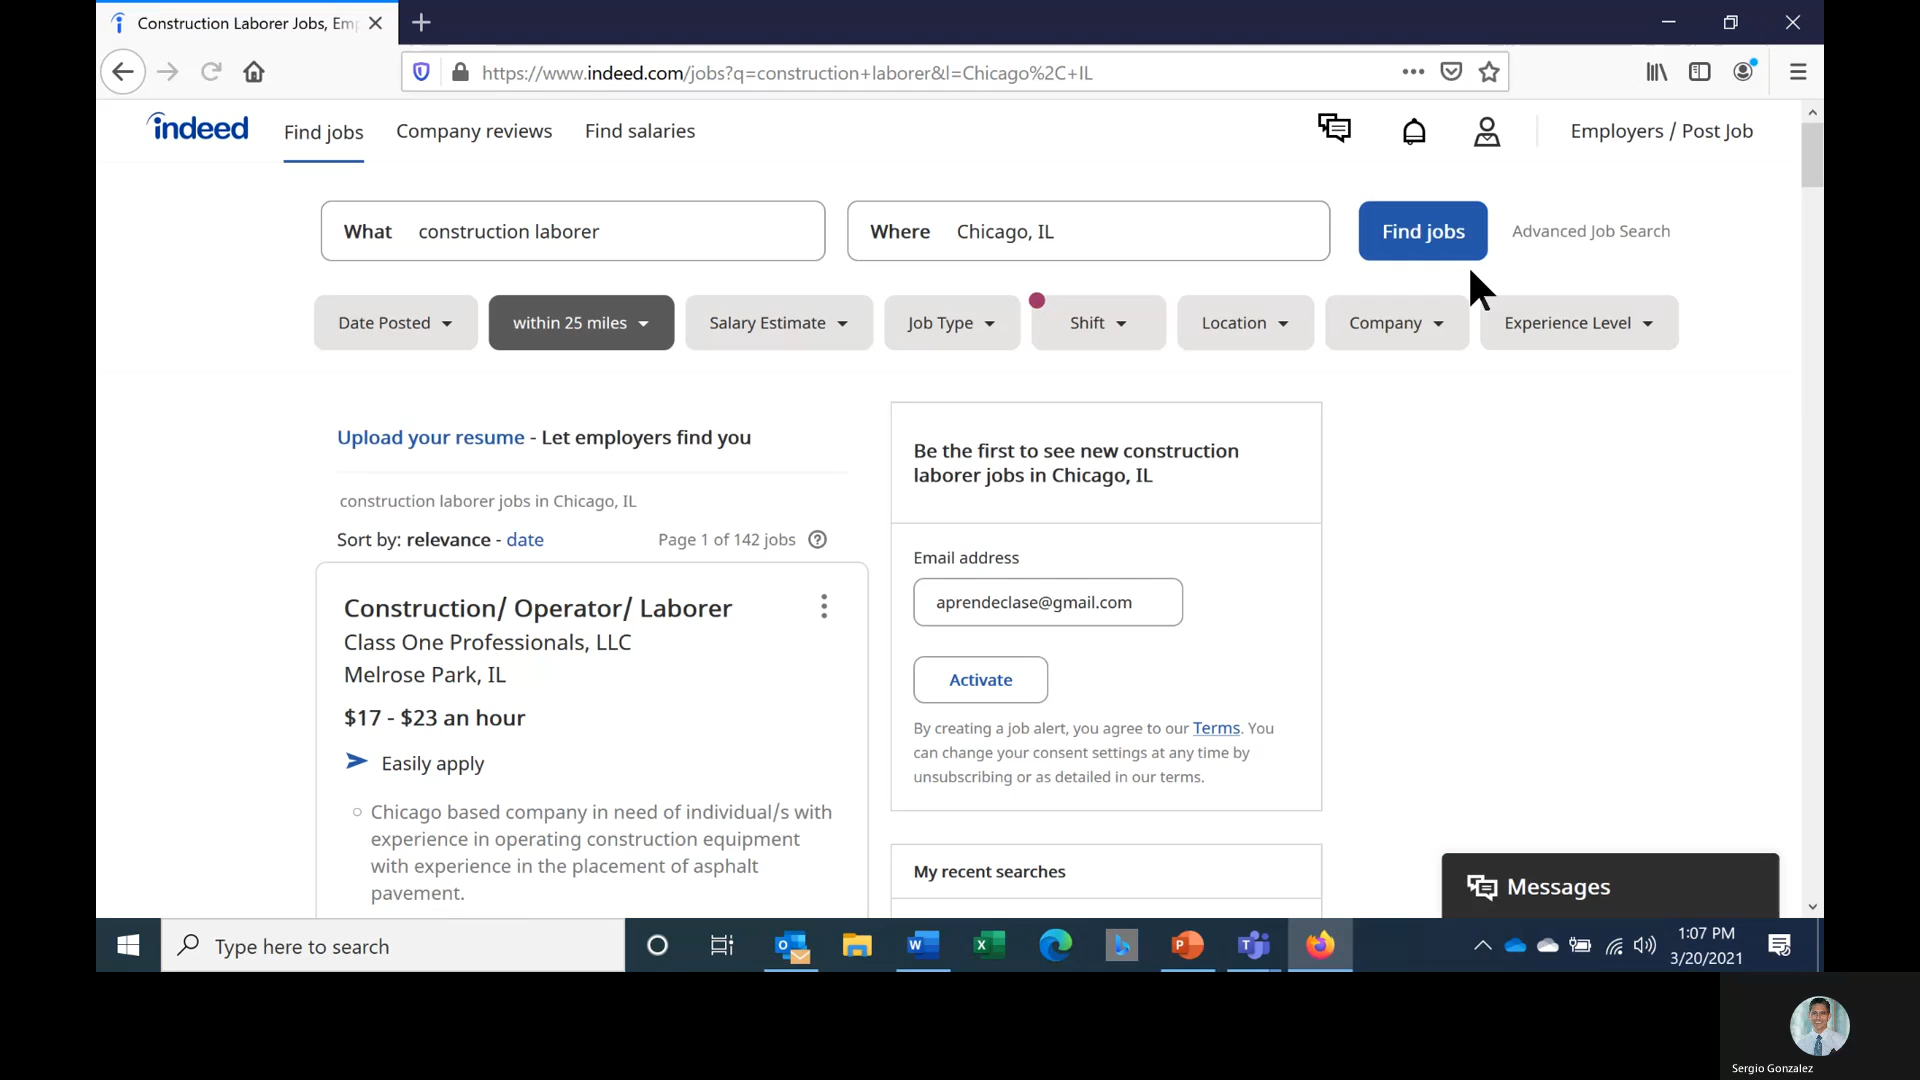 Construction Laborer Jobs, Emp
https://www.indeed.com/jobs?q=construction+laborer&l=Chicago%2C+IL
indeed
Find jobs
Company reviews
Find salaries
Employers / Post Job
What construction laborer
Where Chicago, IL
Find jobs
Advanced Job Search
Date Posted
within 25 miles
Salary Estimate
Job Type
Shift
Location
Company
Experience Level
Upload your resume - Let employers find you
construction laborer jobs in Chicago, IL
Sort by: relevance - date
Page 1 of 142 jobs
Construction/ Operator/ Laborer
Class One Professionals, LLC
Melrose Park, IL
$17 - $23 an hour
Easily apply
Chicago based company in need of individual/s with
experience in operating construction equipment
with experience in the placement of asphalt
pavement.
Be the first to see new construction
laborer jobs in Chicago, IL
Email address
aprendeclase@gmail.com
Activate
By creating a job alert, you agree to our Terms. You
can change your consent settings at any time by
unsubscribing or as detailed in our terms.
My recent searches
Messages
Type here to search
1:07 PM
3/20/2021
Sergio Gonzalez